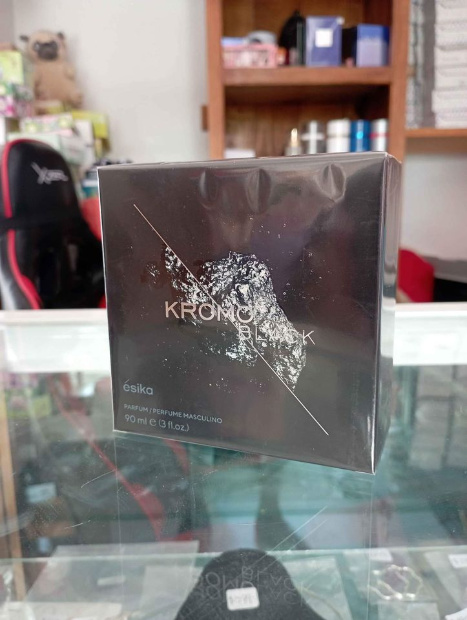 KROMO
BLACK
ésika
PARFUM / PERFUME MASCULINO
90 ml ℮ (3 fl.oz.)